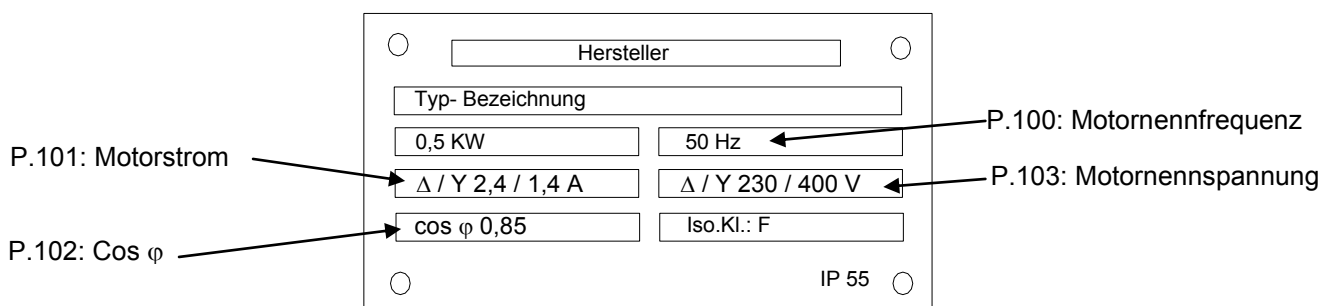 Hersteller
Typ- Bezeichnung
0,5 KW
50 Hz
P.100: Motornennfrequenz
P.101: Motorstrom
Δ / Y 2,4 / 1,4 A
Δ / Y 230 / 400 V
P.103: Motornennspannung
cos φ 0,85
Iso.Kl.: F
P.102: Cos φ
IP 55